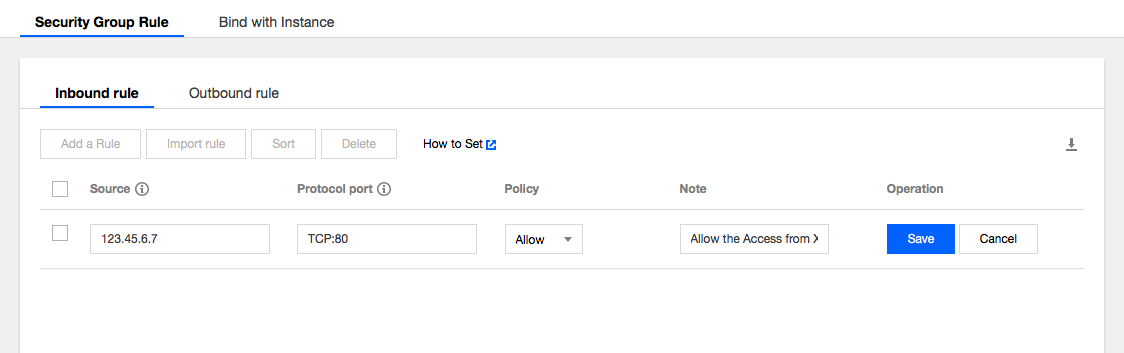 Security Group Rule Bind with Instance
Inbound rule Outbound rule
Add a Rule Import rule Sort Delete How to Set
Source Protocol port Policy Note Operation
123.45.6.7 TCP:80 Allow Allow the Access from X Save Cancel